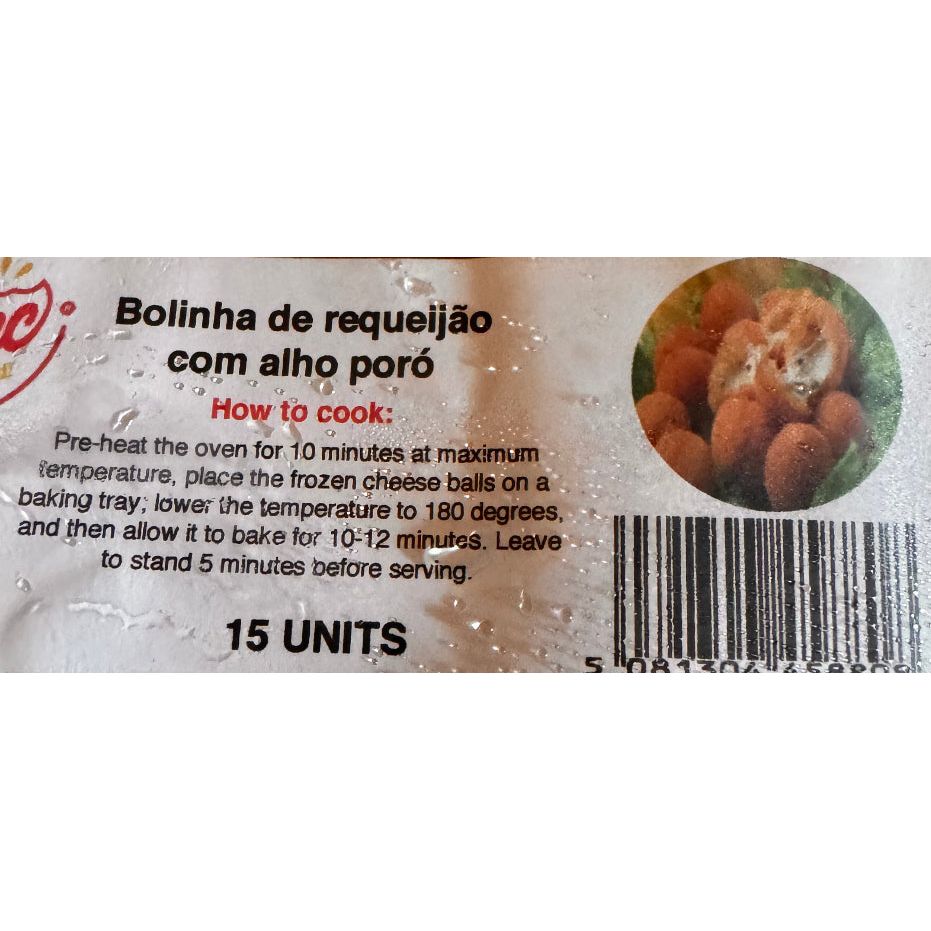 Bolinha de requeijão
com alho poró
How to cook:
Pre-heat the oven for 10 minutes at maximum
temperature, place the frozen cheese balls on a
baking tray; lower the temperature to 180 degrees,
and then allow it to bake for 10-12 minutes. Leave
to stand 5 minutes before serving.
15 UNITS
5 081304